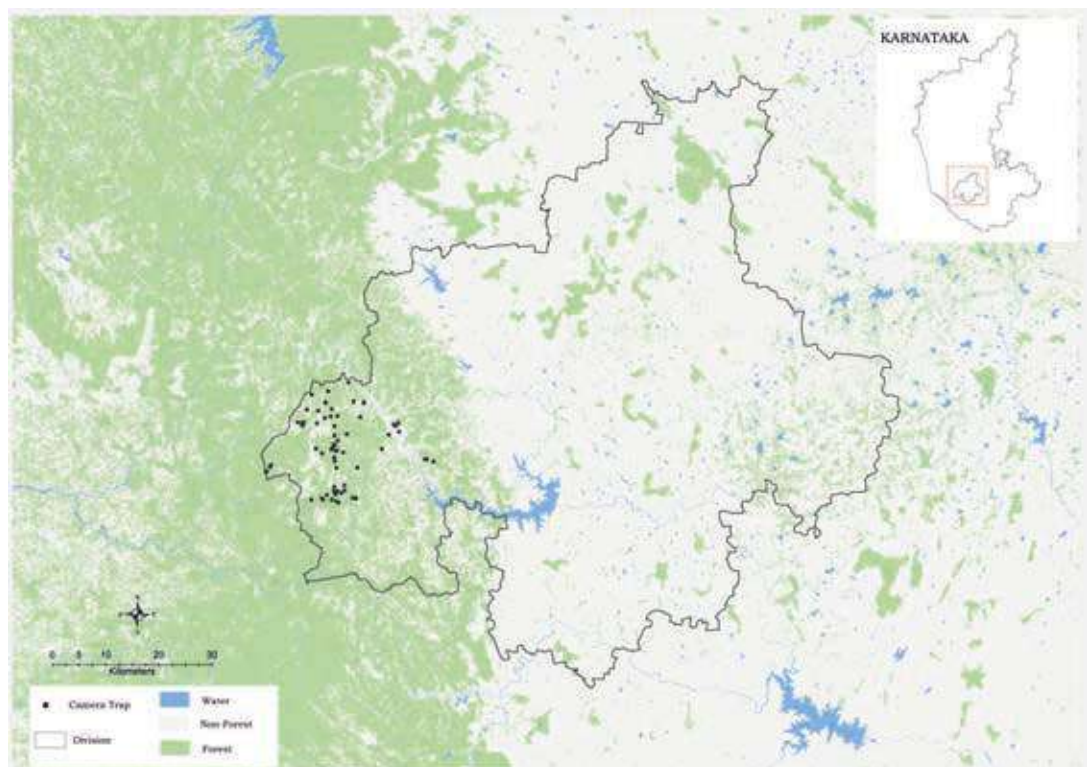 KARNATAKA
0 5 10 20 30
Kilometers
Camera Trap
Division
Water
Non-Forest
Forest